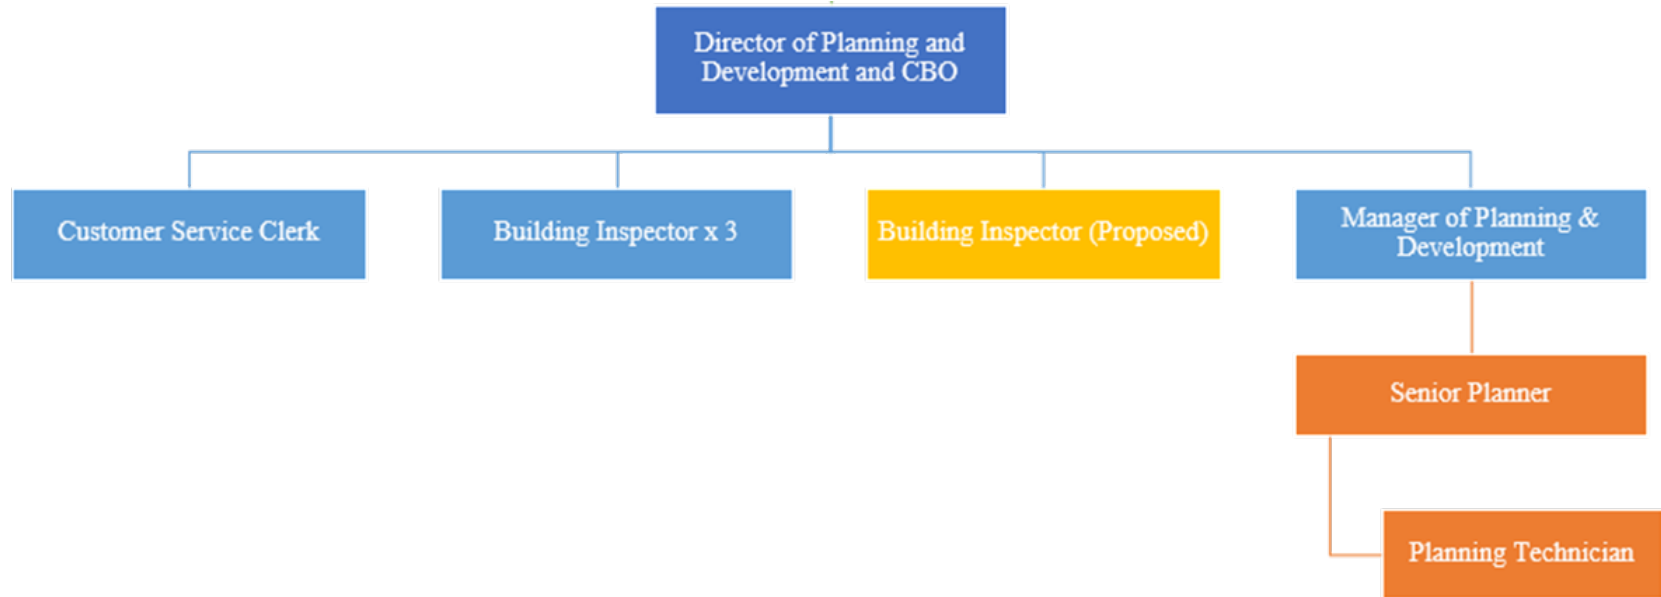 Director of Planning and
Development and CBO
Customer Service Clerk
Building Inspector x 3
Building Inspector (Proposed)
Manager of Planning &
Development
Senior Planner
Planning Technician